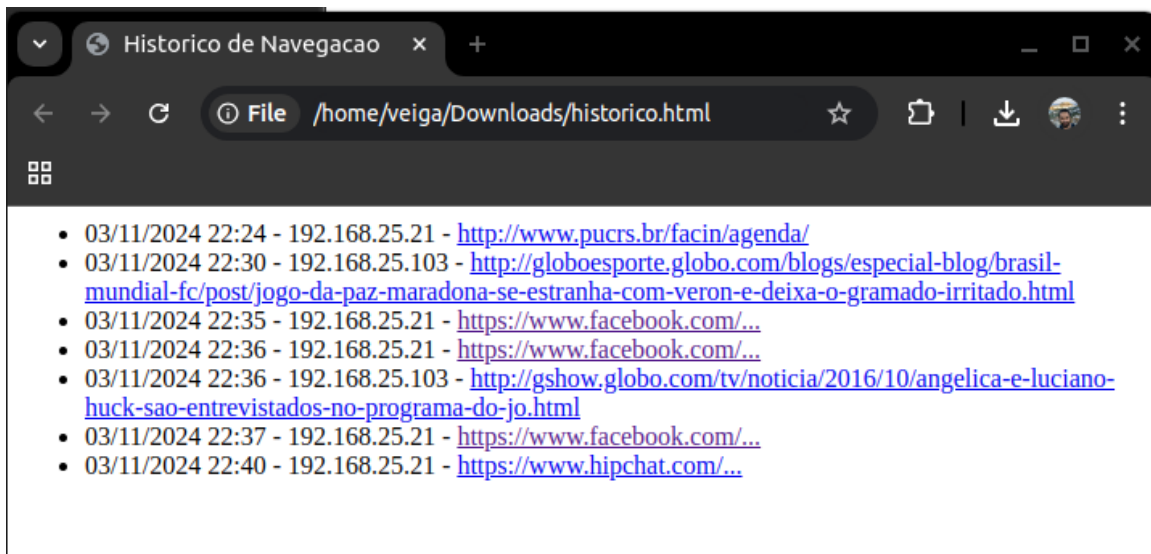 Historico de Navegacao
File /home/veiga/Downloads/historico.html
03/11/2024 22:24 - 192.168.25.21 - http://www.pucrs.br/facin/agenda/
03/11/2024 22:30 - 192.168.25.103 - http://globoesporte.globo.com/blogs/especial-blog/brasil-
mundial-fc/post/jogo-da-paz-maradona-se-estranha-com-veron-e-deixa-o-gramado-irritado.html
03/11/2024 22:35 - 192.168.25.21 - https://www.facebook.com/...
03/11/2024 22:36 - 192.168.25.21 - https://www.facebook.com/...
03/11/2024 22:36 - 192.168.25.103 - http://gshow.globo.com/tv/noticia/2016/10/angelica-e-luciano-
huck-sao-entrevistados-no-programa-do-jo.html
03/11/2024 22:37 - 192.168.25.21 - https://www.facebook.com/...
03/11/2024 22:40 - 192.168.25.21 - https://www.hipchat.com/...